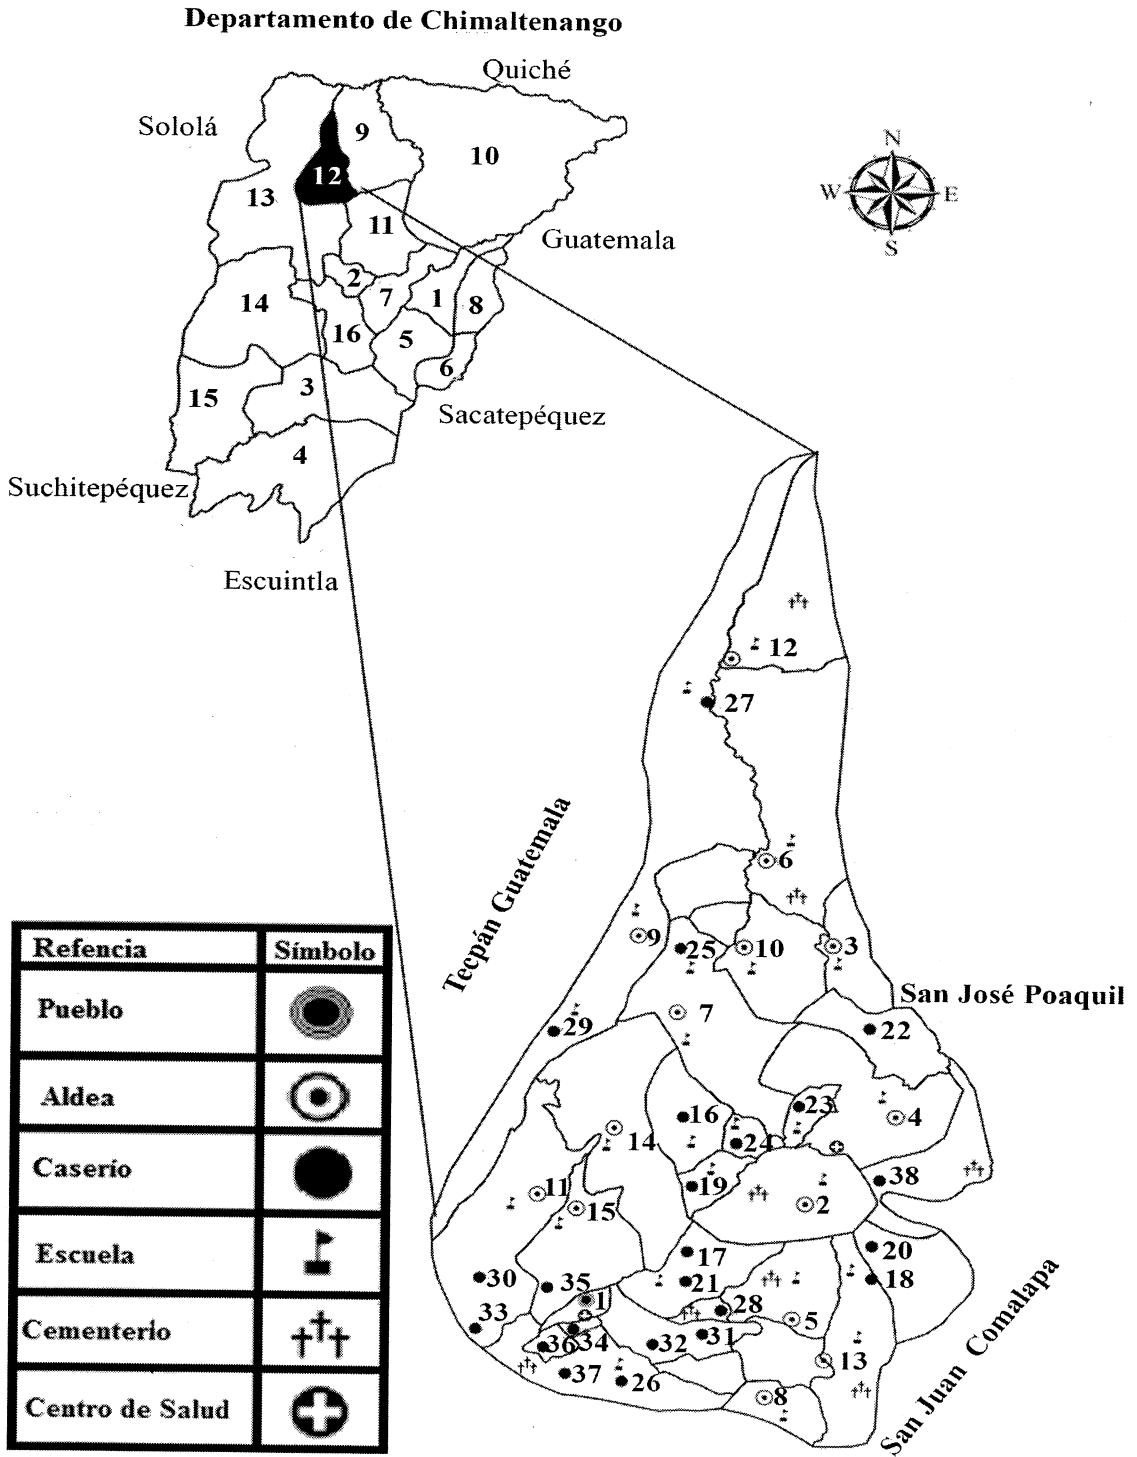 Departamento de Chimaltenango
Quiché
Sololá
9
10
12
13
11
N
W
E
S
Guatemala
2
7
1
8
14
16
5
6
15
3
Sacatepéquez
4
Suchitepéquez
Escuintla
12
27
Tecpán Guatemala
6
9
25
10
3
San José Poaquil
7
29
22
16
23
4
14
24
11
19
38
15
2
17
20
30
35
21
18
1
28
5
33
34
31
36
32
13
37
26
8
San Juan Comalapa
Refencia
Símbolo
Pueblo
Aldea
Caserío
Escuela
Cementerio
Centro de Salud